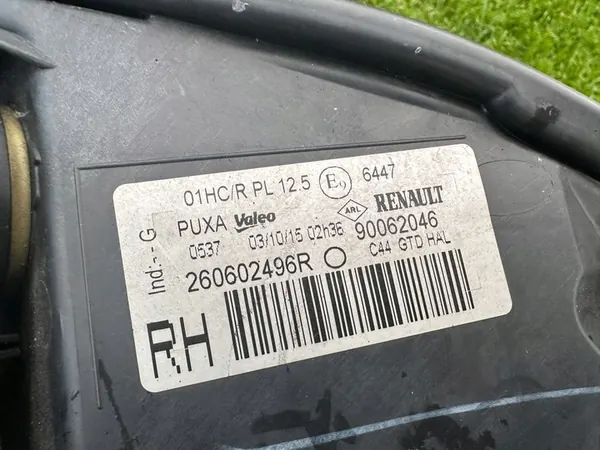 01HC/R PL 12.5 E9 6447
PUXA Valeo ARL RENAULT
0537 03/10/15 02h36 90062046
260602496R C44 GTD HAL
Ind:-- G
RH